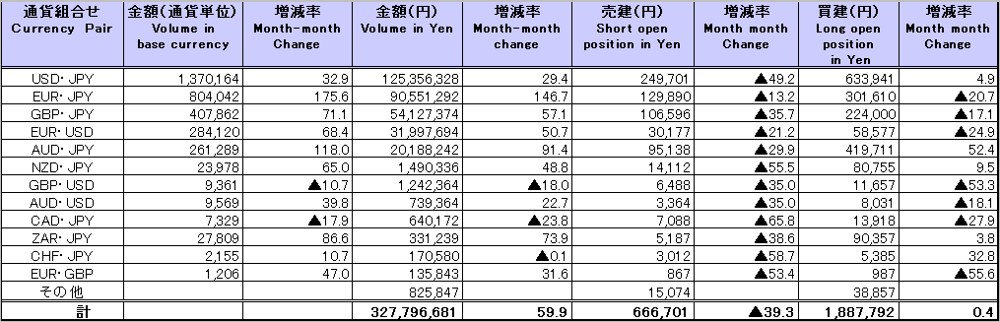 通貨組合せ 金額(通貨単位) 増減率 金額(円) 増減率 売建(円) 増減率 買建(円) 増減率
Currency Pair Volume in Month-month Volume in Yen Month-month Short open Month month Long open Month month
base currency Change change position in Yen Change position Change
in Yen
USD・JPY 1,370,164 32.9 125,356,328 29.4 249,701 ▲49.2 633,941 4.9
EUR・JPY 804,042 175.6 90,551,292 146.7 129,890 ▲13.2 301,610 ▲20.7
GBP・JPY 407,862 71.1 54,127,374 57.1 106,596 ▲35.7 224,000 ▲17.1
EUR・USD 284,120 68.4 31,997,694 50.7 30,177 ▲21.2 58,577 ▲24.9
AUD・JPY 261,289 118.0 20,188,242 91.4 95,138 ▲29.9 419,711 52.4
NZD・JPY 23,978 65.0 1,490,336 48.8 14,112 ▲55.5 80,755 9.5
GBP・USD 9,361 ▲10.7 1,242,364 ▲18.0 6,488 ▲35.0 11,657 ▲53.3
AUD・USD 9,569 39.8 739,364 22.7 3,364 ▲35.0 8,031 ▲18.1
CAD・JPY 7,329 ▲17.9 640,172 ▲23.8 7,088 ▲65.8 13,918 ▲27.9
ZAR・JPY 27,809 86.6 331,239 73.9 5,187 ▲38.6 90,357 3.8
CHF・JPY 2,155 10.7 170,580 ▲0.1 3,012 ▲58.7 5,385 32.8
EUR・GBP 1,206 47.0 135,843 31.6 867 ▲53.4 987 ▲55.6
その他 825,847 15,074 38,857
計 327,796,681 59.9 666,701 ▲39.3 1,887,792 0.4